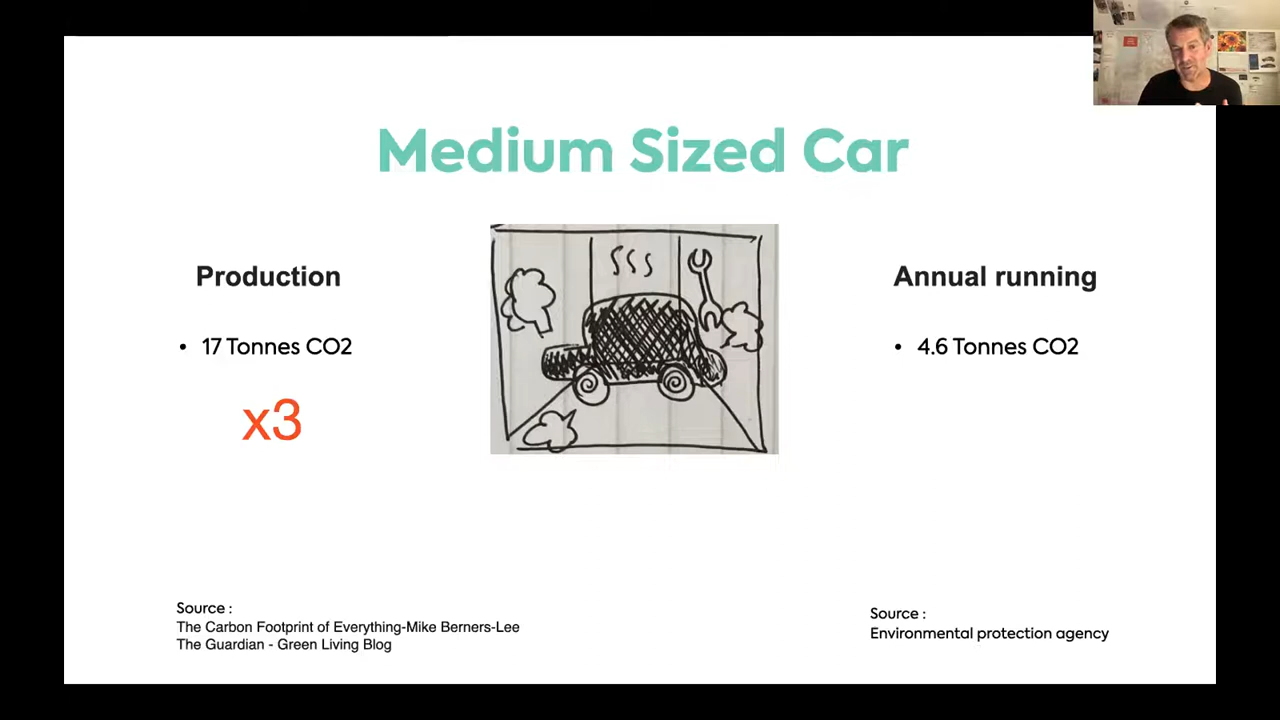 Medium Sized Car
Production
• 17 Tonnes CO2
x3
Annual running
• 4.6 Tonnes CO2
Source :
The Carbon Footprint of Everything-Mike Berners-Lee
The Guardian - Green Living Blog
Source :
Environmental protection agency